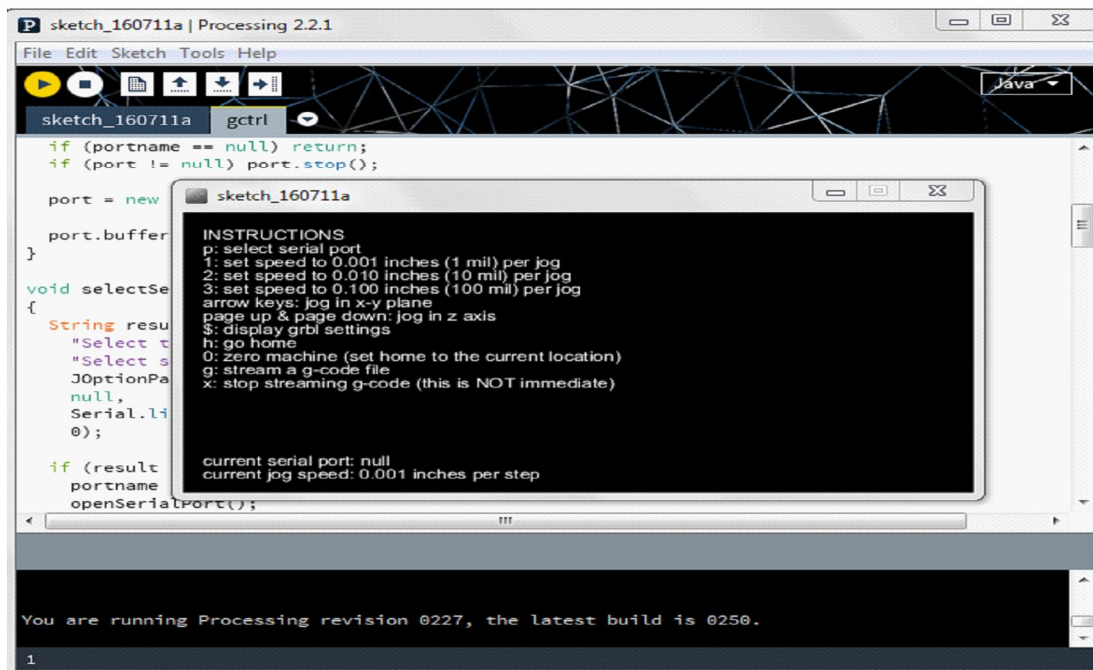 sketch_160711a | Processing 2.2.1
File Edit Sketch Tools Help
Java
sketch_160711a gctrl
if (portname == null) return;
if (port != null) port.stop();
port = new
port.buffer
}
void selectSe
{
String resu
"Select t
"Select s
JOptionPa
null,
Serial.li
0);
if (result
portname
openSerialPort();
sketch_160711a
INSTRUCTIONS
p: select serial port
1: set speed to 0.001 inches (1 mil) per jog
2: set speed to 0.010 inches (10 mil) per jog
3: set speed to 0.100 inches (100 mil) per jog
arrow keys: jog in x-y plane
page up & page down: jog in z axis
$: display grbl settings
h: go home
0: zero machine (set home to the current location)
g: stream a g-code file
x: stop streaming g-code (this is NOT immediate)
current serial port: null
current jog speed: 0.001 inches per step
You are running Processing revision 0227, the latest build is 0250.
1